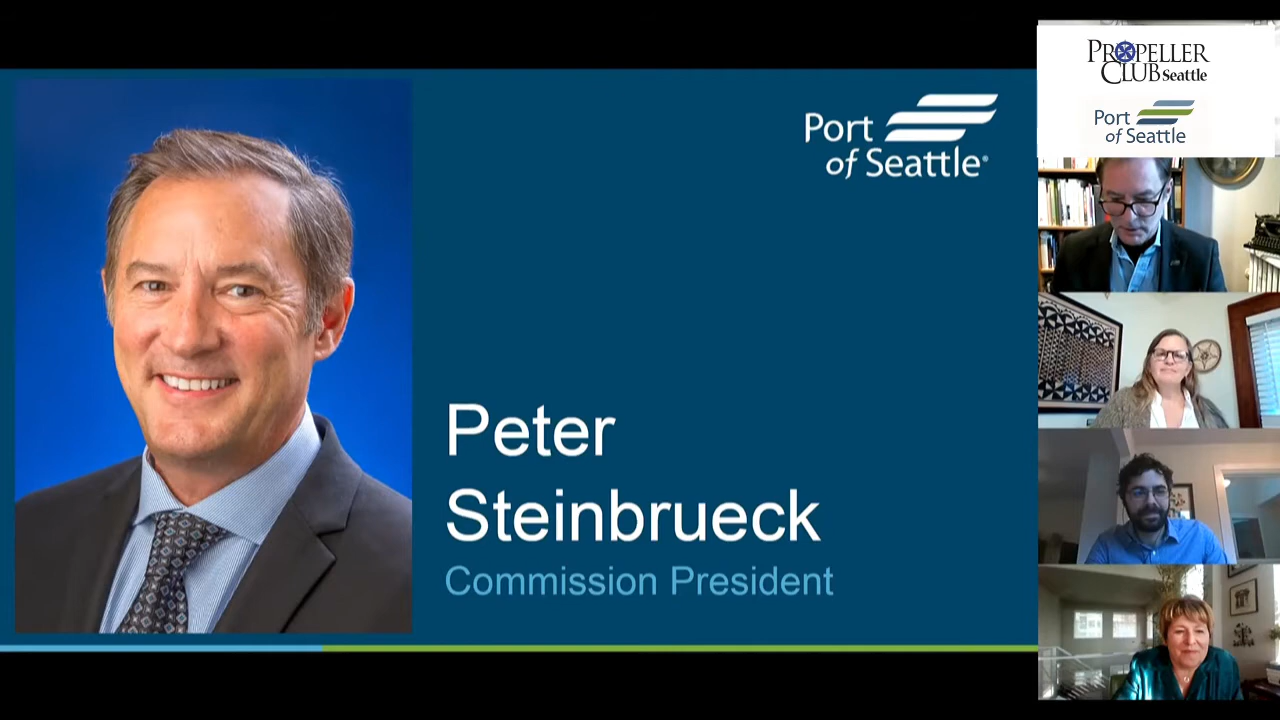 Port
of Seattle
Peter
Steinbrueck
Commission President
PROPELLER
CLUB Seattle
Port
of Seattle